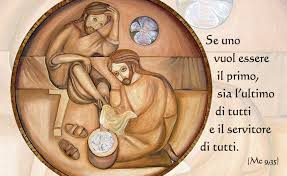 Se uno
vuol essere
il primo,
sia l'ultimo
di tutti
e il servitore
di tutti.
(Mc 9,35)